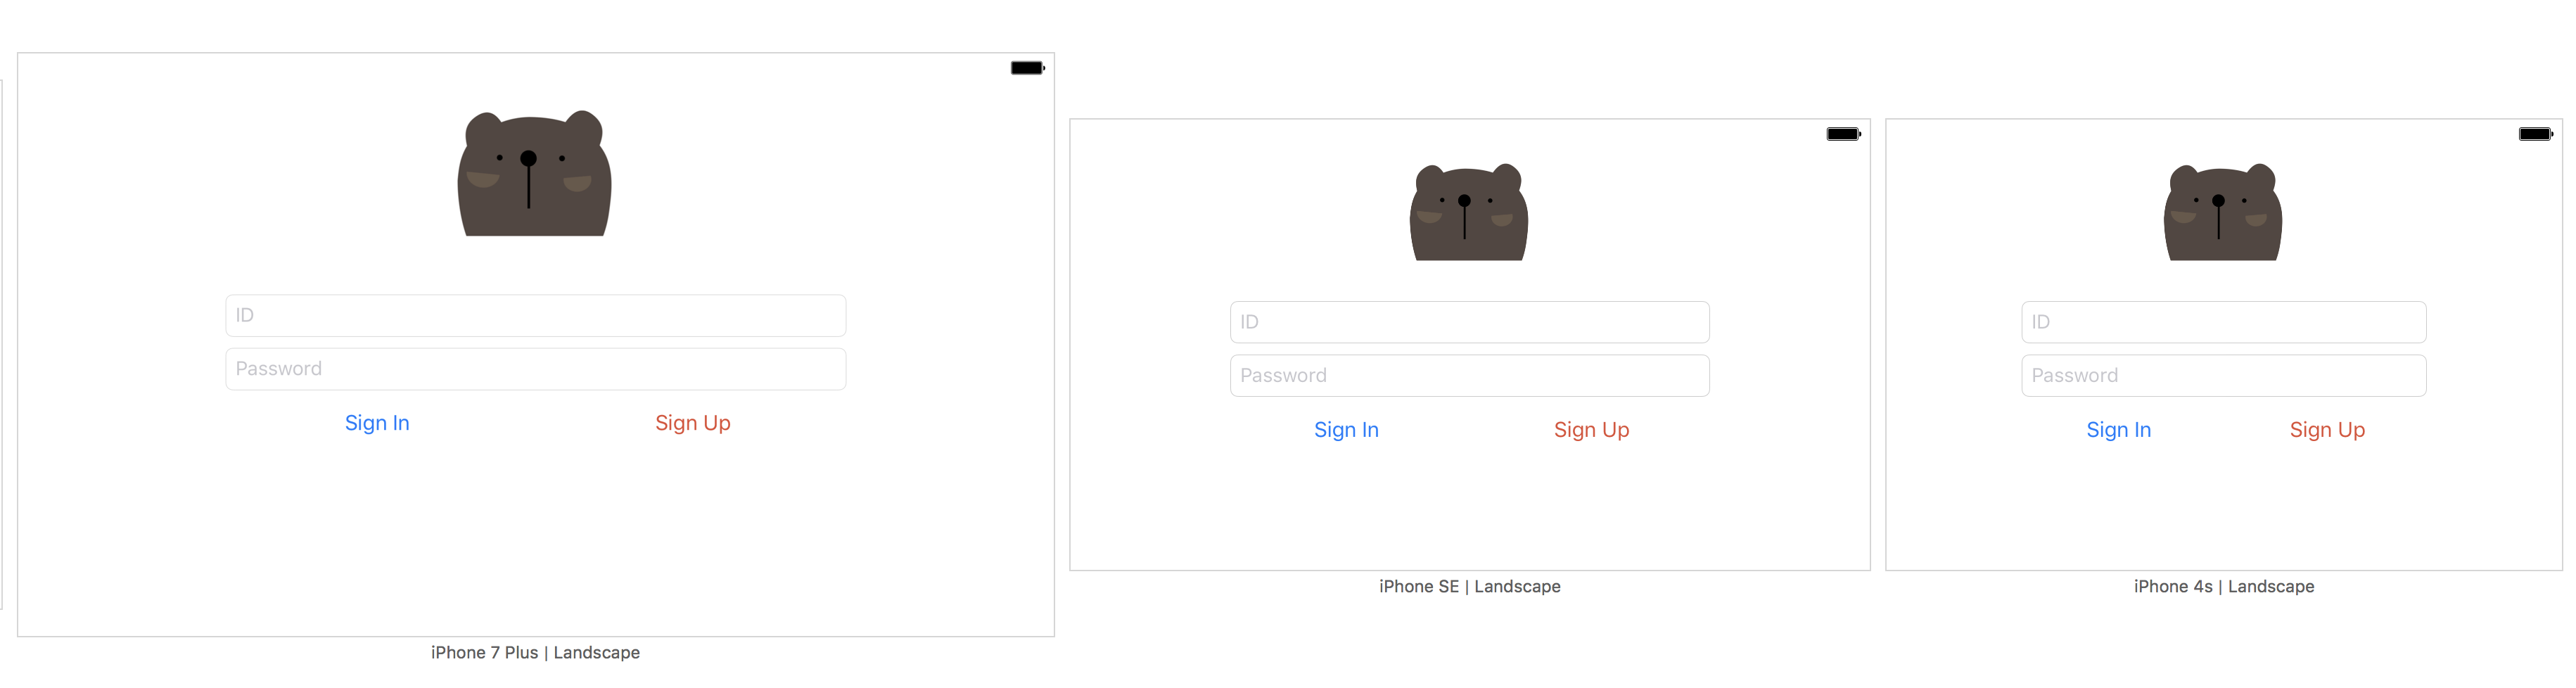 ID
Password
Sign In
Sign Up
iPhone 7 Plus | Landscape
ID
Password
Sign In
Sign Up
iPhone SE | Landscape
ID
Password
Sign In
Sign Up
iPhone 4s | Landscape